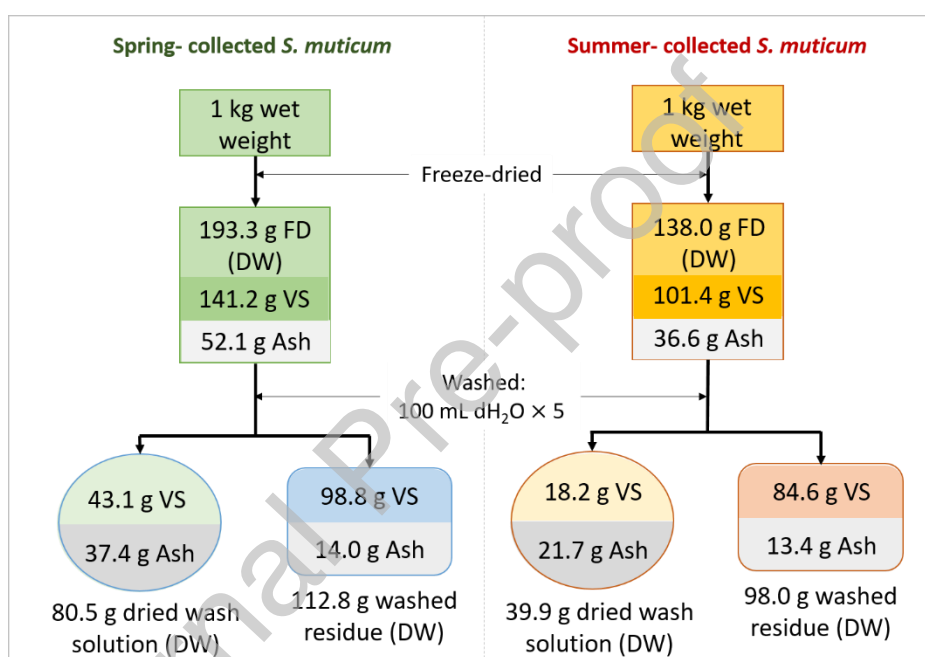 Spring- collected S. muticum
Summer- collected S. muticum
1 kg wet
weight
1 kg wet
weight
Freeze-dried
193.3 g FD
(DW)
141.2 g VS
52.1 g Ash
138.0 g FD
(DW)
101.4 g VS
36.6 g Ash
Washed:
100 mL dH₂O × 5
43.1 g VS
37.4 g Ash
80.5 g dried wash
solution (DW)
98.8 g VS
14.0 g Ash
112.8 g washed
residue (DW)
18.2 g VS
21.7 g Ash
39.9 g dried wash
solution (DW)
84.6 g VS
13.4 g Ash
98.0 g washed
residue (DW)
rnal Pre-proof